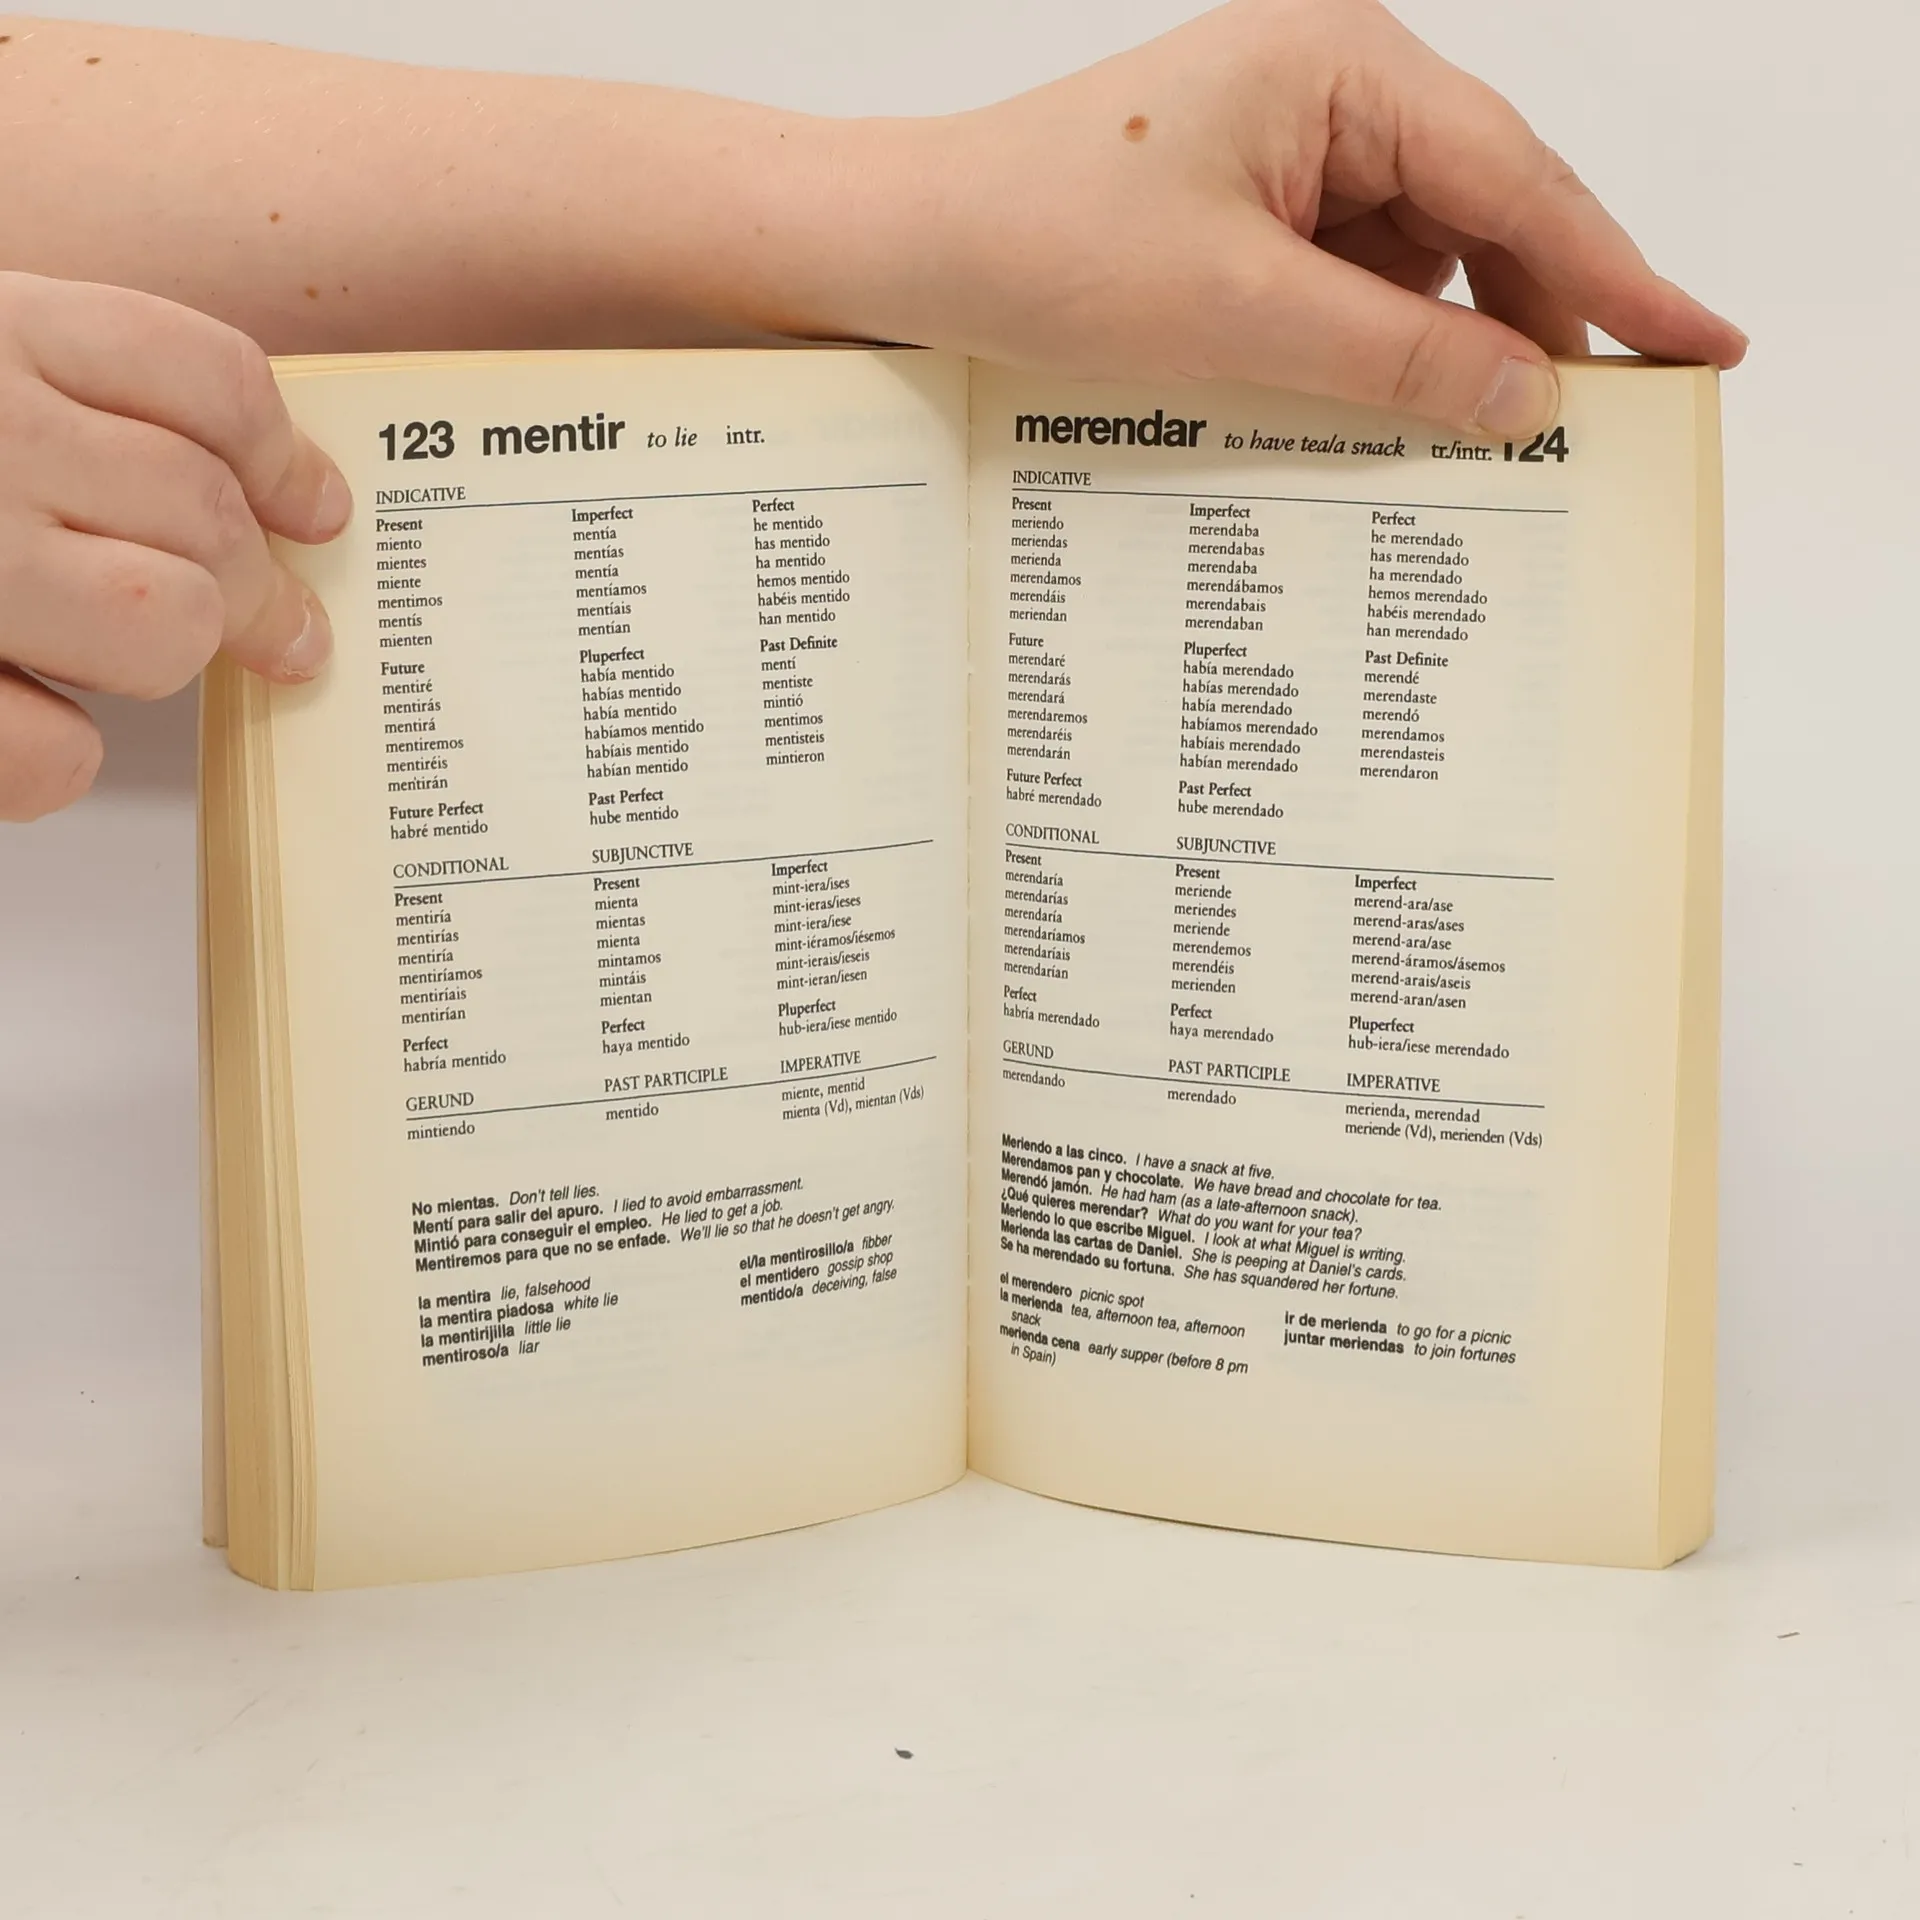 123 mentir to lie intr.
INDICATIVE
Present
miento
mientes
miente
mentimos
mentís
mienten
Imperfect
mentía
mentías
mentía
mentíamos
mentíais
mentían
Perfect
he mentido
has mentido
ha mentido
hemos mentido
habéis mentido
han mentido
Future
mentiré
mentirás
mentirá
mentiremos
mentiréis
mentirán
Pluperfect
había mentido
habías mentido
había mentido
habíamos mentido
habíais mentido
habían mentido
Past Definite
mentí
mentiste
mintió
mentimos
mentisteis
mintieron
Future Perfect
habré mentido
Past Perfect
hube mentido
CONDITIONAL
Present
mentiría
mentirías
mentiría
mentiríamos
mentiríais
mentirían
Perfect
habría mentido
SUBJUNCTIVE
Present
mienta
mientas
mienta
mintamos
mintáis
mientan
Perfect
haya mentido
Imperfect
mint-iera/ises
mint-ieras/ieses
mint-iera/iese
mint-iéramos/iésemos
mint-ierais/ieseis
mint-ieran/iesen
Pluperfect
hub-iera/iese mentido
GERUND
mintiendo
PAST PARTICIPLE
mentido
IMPERATIVE
miente, mentid
mienta (Vd), mientan (Vds)
No mientas. Don't tell lies.
Mentí para salir del apuro. I lied to avoid embarrassment.
Mintió para conseguir el empleo. He lied to get a job.
Mentiremos para que no se enfade. We'll lie so that he doesn't get angry.
la mentira lie, falsehood
la mentira piadosa white lie
la mentirijilla little lie
mentiroso/a liar
el/la mentirosillo/a fibber
el mentidero gossip shop
mentido/a deceiving, false
merendar to have tea/a snack tr./intr. 124
INDICATIVE
Present
meriendo
meriendas
merienda
merendamos
merendáis
meriendan
Imperfect
merendaba
merendabas
merendaba
merendábamos
merendabais
merendaban
Perfect
he merendado
has merendado
ha merendado
hemos merendado
habéis merendado
han merendado
Future
merendaré
merendarás
merendará
merendaremos
merendaréis
merendarán
Pluperfect
había merendado
habías merendado
había merendado
habíamos merendado
habíais merendado
habían merendado
Past Definite
merendé
merendaste
merendó
merendamos
merendasteis
merendaron
Future Perfect
habré merendado
Past Perfect
hube merendado
CONDITIONAL
Present
merendaría
merendarías
merendaría
merendaríamos
merendaríais
merendarían
Perfect
habría merendado
SUBJUNCTIVE
Present
meriende
meriendes
meriende
merendemos
merendéis
merienden
Perfect
haya merendado
Imperfect
merend-ara/ase
merend-aras/ases
merend-ara/ase
merend-áramos/ásemos
merend-arais/aseis
merend-aran/asen
Pluperfect
hub-iera/iese merendado
GERUND
merendando
PAST PARTICIPLE
merendado
IMPERATIVE
merienda, merendad
meriende (Vd), merienden (Vds)
Meriendo a las cinco. I have a snack at five.
Merendamos pan y chocolate. We have bread and chocolate for tea.
Merendó jamón. He had ham (as a late-afternoon snack).
¿Qué quieres merendar? What do you want for your tea?
Meriendo lo que escribe Miguel. I look at what Miguel is writing.
Merienda las cartas de Daniel. She is peeping at Daniel's cards.
Se ha merendado su fortuna. She has squandered her fortune.
el merendero picnic spot
la merienda tea, afternoon tea, afternoon
snack
merienda cena early supper (before 8 pm
in Spain)
ir de merienda to go for a picnic
juntar meriendas to join fortunes